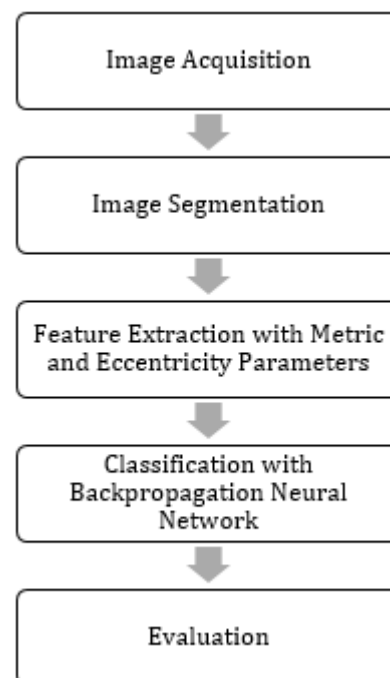 Image Acquisition
Image Segmentation
Feature Extraction with Metric
and Eccentricity Parameters
Classification with
Backpropagation Neural
Network
Evaluation